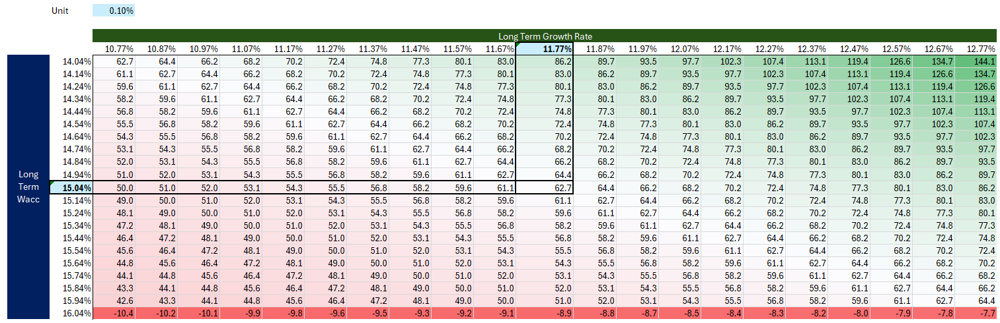 Unit 0.10%
Long Term Growth Rate
10.77% 10.87% 10.97% 11.07% 11.17% 11.27% 11.37% 11.47% 11.57% 11.67% 11.77% 11.87% 11.97% 12.07% 12.17% 12.27% 12.37% 12.47% 12.57% 12.67% 12.77%
14.04% 62.7 64.4 66.2 68.2 70.2 72.4 74.8 77.3 80.1 83.0 86.2 89.7 93.5 97.7 102.3 107.4 113.1 119.4 126.6 134.7 144.1
14.14% 61.1 62.7 64.4 66.2 68.2 70.2 72.4 74.8 77.3 80.1 83.0 86.2 89.7 93.5 97.7 102.3 107.4 113.1 119.4 126.6 134.7
14.24% 59.6 61.1 62.7 64.4 66.2 68.2 70.2 72.4 74.8 77.3 80.1 83.0 86.2 89.7 93.5 97.7 102.3 107.4 113.1 119.4 126.6
14.34% 58.2 59.6 61.1 62.7 64.4 66.2 68.2 70.2 72.4 74.8 77.3 80.1 83.0 86.2 89.7 93.5 97.7 102.3 107.4 113.1 119.4
14.44% 56.8 58.2 59.6 61.1 62.7 64.4 66.2 68.2 70.2 72.4 74.8 77.3 80.1 83.0 86.2 89.7 93.5 97.7 102.3 107.4 113.1
14.54% 55.5 56.8 58.2 59.6 61.1 62.7 64.4 66.2 68.2 70.2 72.4 74.8 77.3 80.1 83.0 86.2 89.7 93.5 97.7 102.3 107.4
14.64% 54.3 55.5 56.8 58.2 59.6 61.1 62.7 64.4 66.2 68.2 70.2 72.4 74.8 77.3 80.1 83.0 86.2 89.7 93.5 97.7 102.3
14.74% 53.1 54.3 55.5 56.8 58.2 59.6 61.1 62.7 64.4 66.2 68.2 70.2 72.4 74.8 77.3 80.1 83.0 86.2 89.7 93.5 97.7
14.84% 52.0 53.1 54.3 55.5 56.8 58.2 59.6 61.1 62.7 64.4 66.2 68.2 70.2 72.4 74.8 77.3 80.1 83.0 86.2 89.7 93.5
Long 14.94% 51.0 52.0 53.1 54.3 55.5 56.8 58.2 59.6 61.1 62.7 64.4 66.2 68.2 70.2 72.4 74.8 77.3 80.1 83.0 86.2 89.7
Term 15.04% 50.0 51.0 52.0 53.1 54.3 55.5 56.8 58.2 59.6 61.1 62.7 64.4 66.2 68.2 70.2 72.4 74.8 77.3 80.1 83.0 86.2
Wacc 15.14% 49.0 50.0 51.0 52.0 53.1 54.3 55.5 56.8 58.2 59.6 61.1 62.7 64.4 66.2 68.2 70.2 72.4 74.8 77.3 80.1 83.0
15.24% 48.1 49.0 50.0 51.0 52.0 53.1 54.3 55.5 56.8 58.2 59.6 61.1 62.7 64.4 66.2 68.2 70.2 72.4 74.8 77.3 80.1
15.34% 47.2 48.1 49.0 50.0 51.0 52.0 53.1 54.3 55.5 56.8 58.2 59.6 61.1 62.7 64.4 66.2 68.2 70.2 72.4 74.8 77.3
15.44% 46.4 47.2 48.1 49.0 50.0 51.0 52.0 53.1 54.3 55.5 56.8 58.2 59.6 61.1 62.7 64.4 66.2 68.2 70.2 72.4 74.8
15.54% 45.6 46.4 47.2 48.1 49.0 50.0 51.0 52.0 53.1 54.3 55.5 56.8 58.2 59.6 61.1 62.7 64.4 66.2 68.2 70.2 72.4
15.64% 44.8 45.6 46.4 47.2 48.1 49.0 50.0 51.0 52.0 53.1 54.3 55.5 56.8 58.2 59.6 61.1 62.7 64.4 66.2 68.2 70.2
15.74% 44.1 44.8 45.6 46.4 47.2 48.1 49.0 50.0 51.0 52.0 53.1 54.3 55.5 56.8 58.2 59.6 61.1 62.7 64.4 66.2 68.2
15.84% 43.3 44.1 44.8 45.6 46.4 47.2 48.1 49.0 50.0 51.0 52.0 53.1 54.3 55.5 56.8 58.2 59.6 61.1 62.7 64.4 66.2
15.94% 42.6 43.3 44.1 44.8 45.6 46.4 47.2 48.1 49.0 50.0 51.0 52.0 53.1 54.3 55.5 56.8 58.2 59.6 61.1 62.7 64.4
16.04% -10.4 -10.2 -10.1 -9.9 -9.8 -9.6 -9.5 -9.3 -9.2 -9.1 -8.9 -8.8 -8.7 -8.5 -8.4 -8.3 -8.2 -8.0 -7.9 -7.8 -7.7